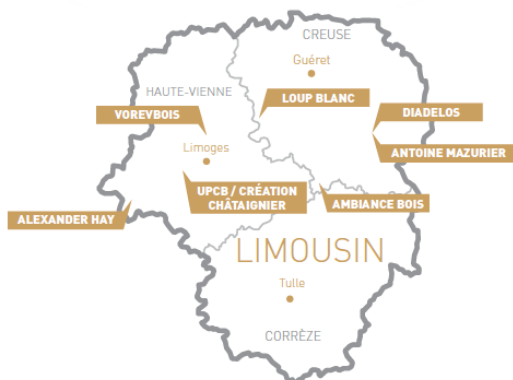 CREUSE
Guéret
HAUTE-VIENNE
LOUP BLANC
VOREVBOIS
DIADELOS
Limoges
ANTOINE MAZURIER
UPCB / CRÉATION
CHÂTAIGNIER
AMBIANCE BOIS
ALEXANDER HAY
LIMOUSIN
Tulle
CORRÈZE